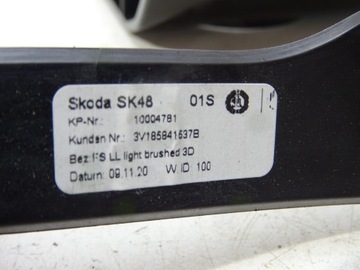 Skoda SK48 01S
KP-Nr.: 10004781
Kunden Nr.: 3V185841637B
Bez FS LL light brushed 3D
Datum: 09.11.20 W ID 100